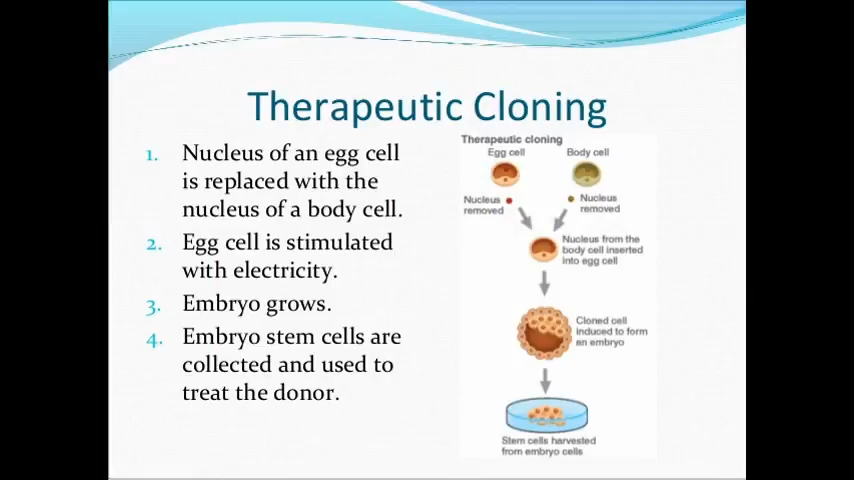 Therapeutic Cloning
1. Nucleus of an egg cell
is replaced with the
nucleus of a body cell.
2. Egg cell is stimulated
with electricity.
3. Embryo grows.
4. Embryo stem cells are
collected and used to
treat the donor.
Therapeutic cloning
Egg cell
Body cell
Nucleus
removed
Nucleus
removed
Nucleus from the
body cell inserted
into egg cell
Cloned cell
induced to form
an embryo
Stem cells harvested
from embryo cells